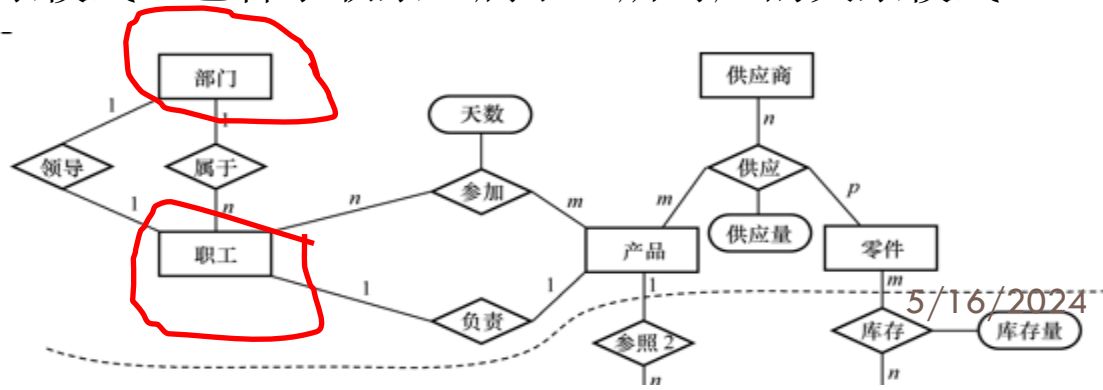 部门
供应商
1
1
天数
n
领导
属于
参加
供应
1
n
n
m
m
p
供应量
职工
产品
零件
1
1
1
m
5/16/2024
负责
参照2
库存
库存量
n
n